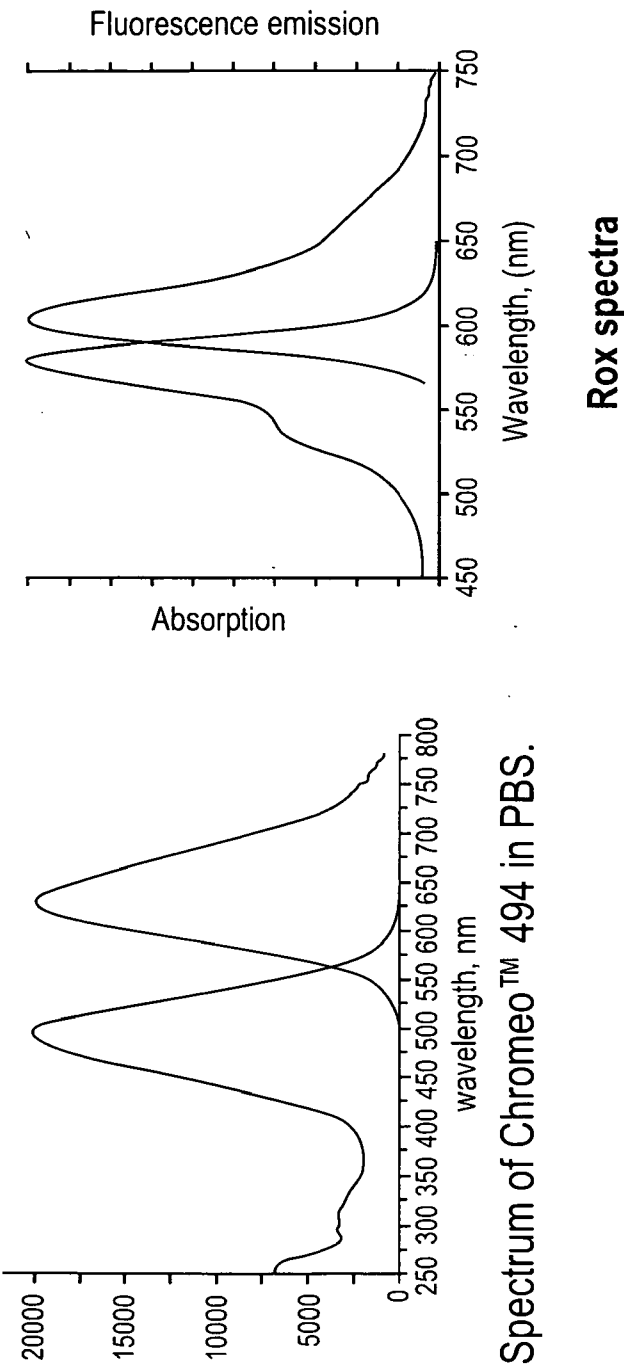 20000
15000
10000
5000
0
250 300 350 400 450 500 550 600 650 700 750 800
wavelength, nm
Spectrum of Chromeo™ 494 in PBS.
Absorption
Fluorescence emission
450 500 550 600 650 700 750
Wavelength, (nm)
Rox spectra